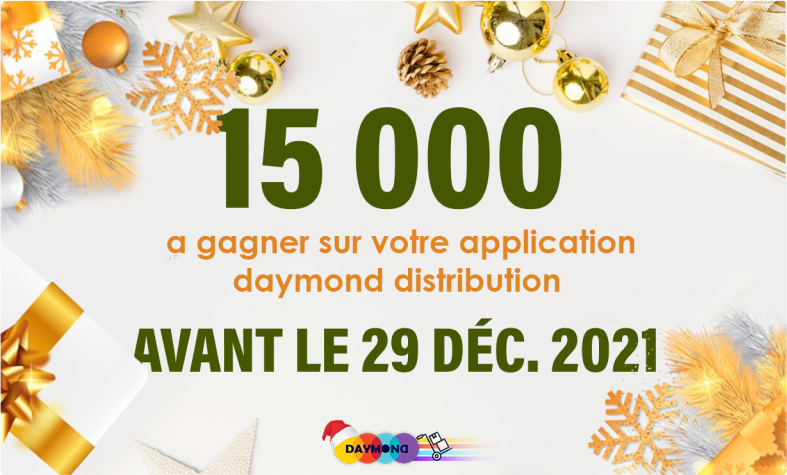 15 000
a gagner sur votre application
daymond distribution
AVANT LE 29 DÉC. 2021
DAYMOND